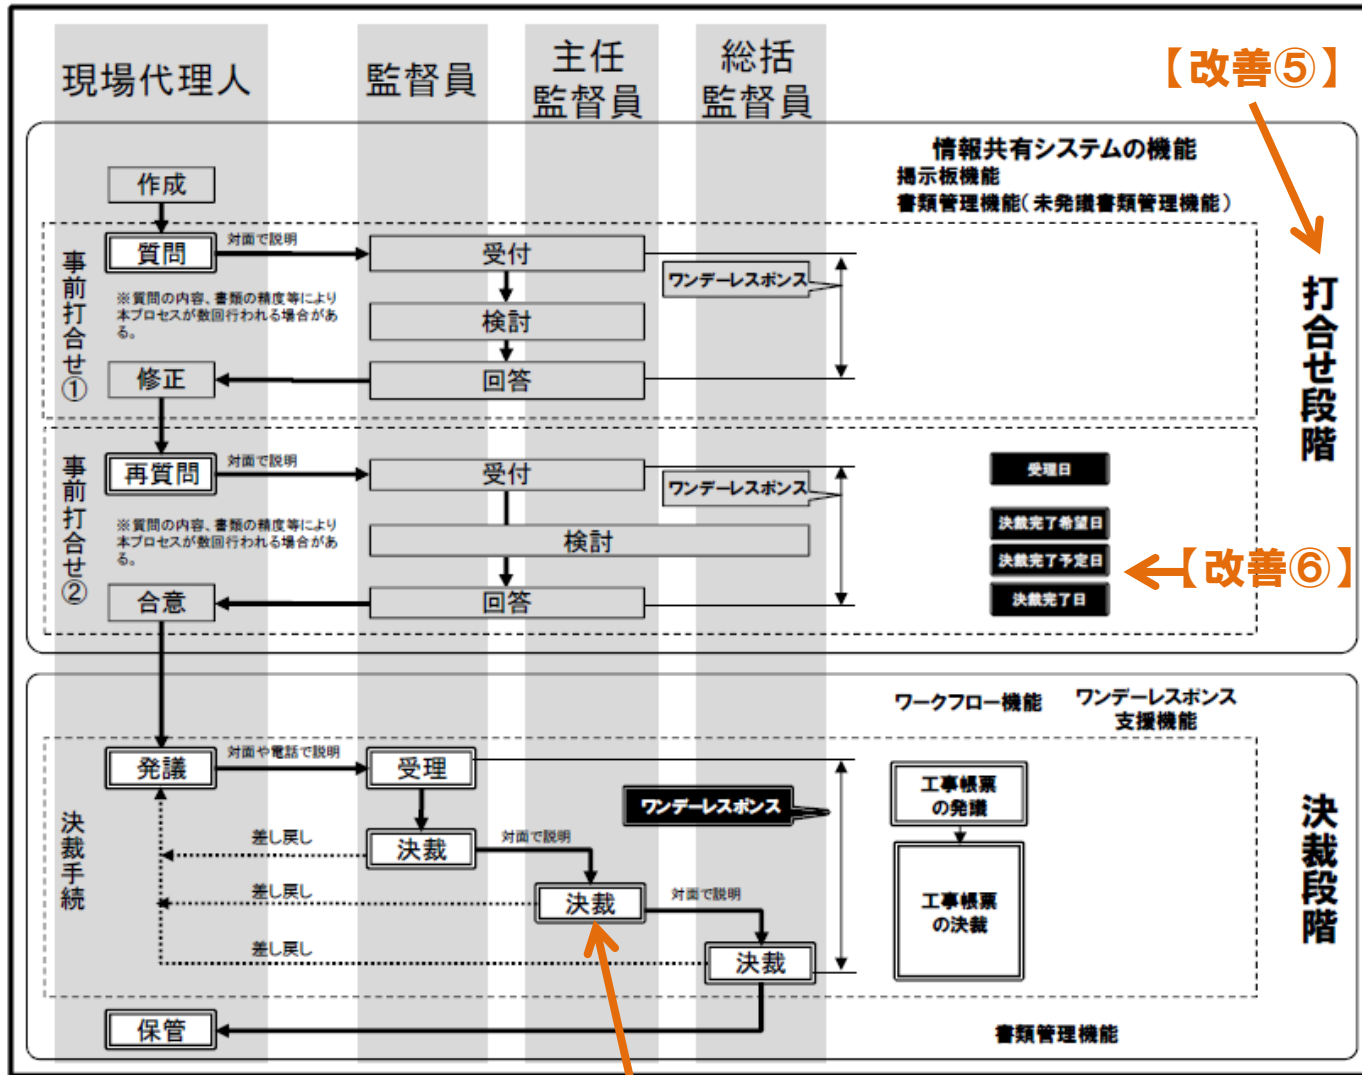 現場代理人
監督員
主任
監督員
総括
監督員
【改善⑤】
情報共有システムの機能
掲示板機能
書類管理機能(未発議書類管理機能)
打合せ段階
作成
事前打合せ①
質問
対面で説明
受付
ワンデーレスポンス
※質問の内容、書類の精度等により
本プロセスが数回行われる場合があ
る。
検討
修正
回答
事前打合せ②
再質問
対面で説明
受付
ワンデーレスポンス
受理日
※質問の内容、書類の精度等により
本プロセスが数回行われる場合があ
る。
検討
決裁完了希望日
決裁完了予定日
【改善⑥】
合意
回答
決裁完了日
ワークフロー機能
ワンデーレスポンス
支援機能
決裁段階
決裁手続
発議
対面や電話で説明
受理
ワンデーレスポンス
工事帳票
の発議
差し戻し
決裁
対面で説明
差し戻し
決裁
対面で説明
工事帳票
の決裁
差し戻し
決裁
保管
書類管理機能